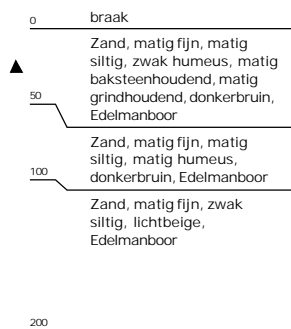 0 braak
Zand, matig fijn, matig
siltig, zwak humeus, matig
baksteenhoudend, matig
50 grindhoudend, donkerbruin,
Edelmanboor
Zand, matig fijn, matig
siltig, matig humeus,
100 donkerbruin, Edelmanboor
Zand, matig fijn, zwak
siltig, lichtbeige,
Edelmanboor
200